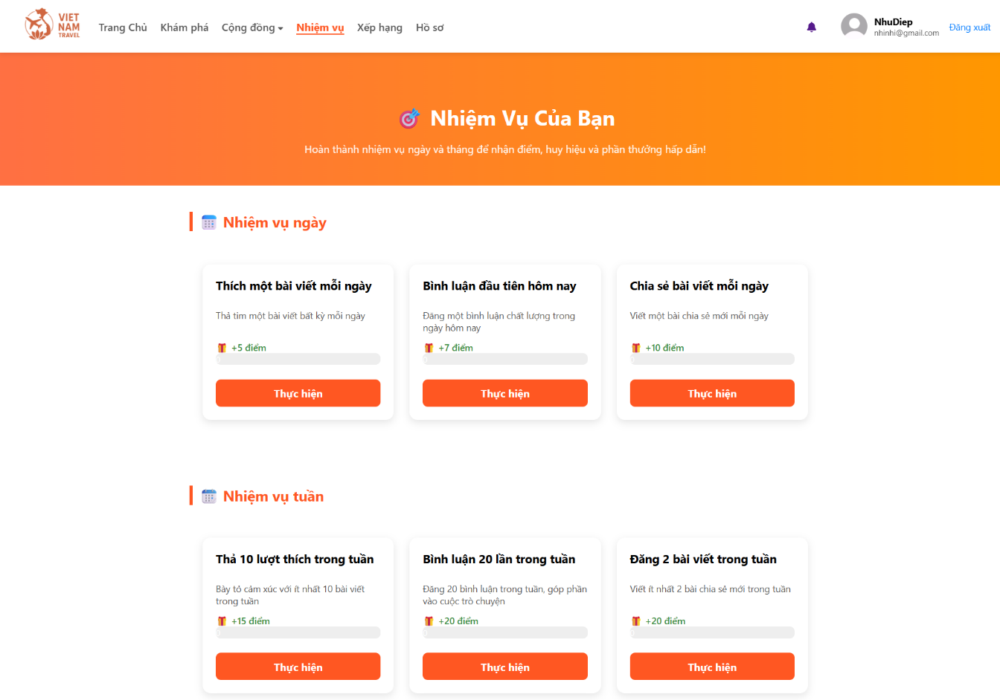 VIET
NAM
TRAVEL
Trang Chủ Khám phá Cộng đồng Nhiệm vụ Xếp hạng Hồ sơ
NhuDiep
nhinhi@gmail.com
Đăng xuất
Nhiệm Vụ Của Bạn
Hoàn thành nhiệm vụ ngày và tháng để nhận điểm, huy hiệu và phần thưởng hấp dẫn!
Nhiệm vụ ngày
Thích một bài viết mỗi ngày
Thả tim một bài viết bất kỳ mỗi ngày
+5 điểm
Thực hiện
Bình luận đầu tiên hôm nay
Đăng một bình luận chất lượng trong
ngày hôm nay
+7 điểm
Thực hiện
Chia sẻ bài viết mỗi ngày
Viết một bài chia sẻ mới mỗi ngày
+10 điểm
Thực hiện
Nhiệm vụ tuần
Thả 10 lượt thích trong tuần
Bày tỏ cảm xúc với ít nhất 10 bài viết
trong tuần
+15 điểm
Thực hiện
Bình luận 20 lần trong tuần
Đăng 20 bình luận trong tuần, góp phần
vào cuộc trò chuyện
+20 điểm
Thực hiện
Đăng 2 bài viết trong tuần
Viết ít nhất 2 bài chia sẻ mới trong tuần
+20 điểm
Thực hiện